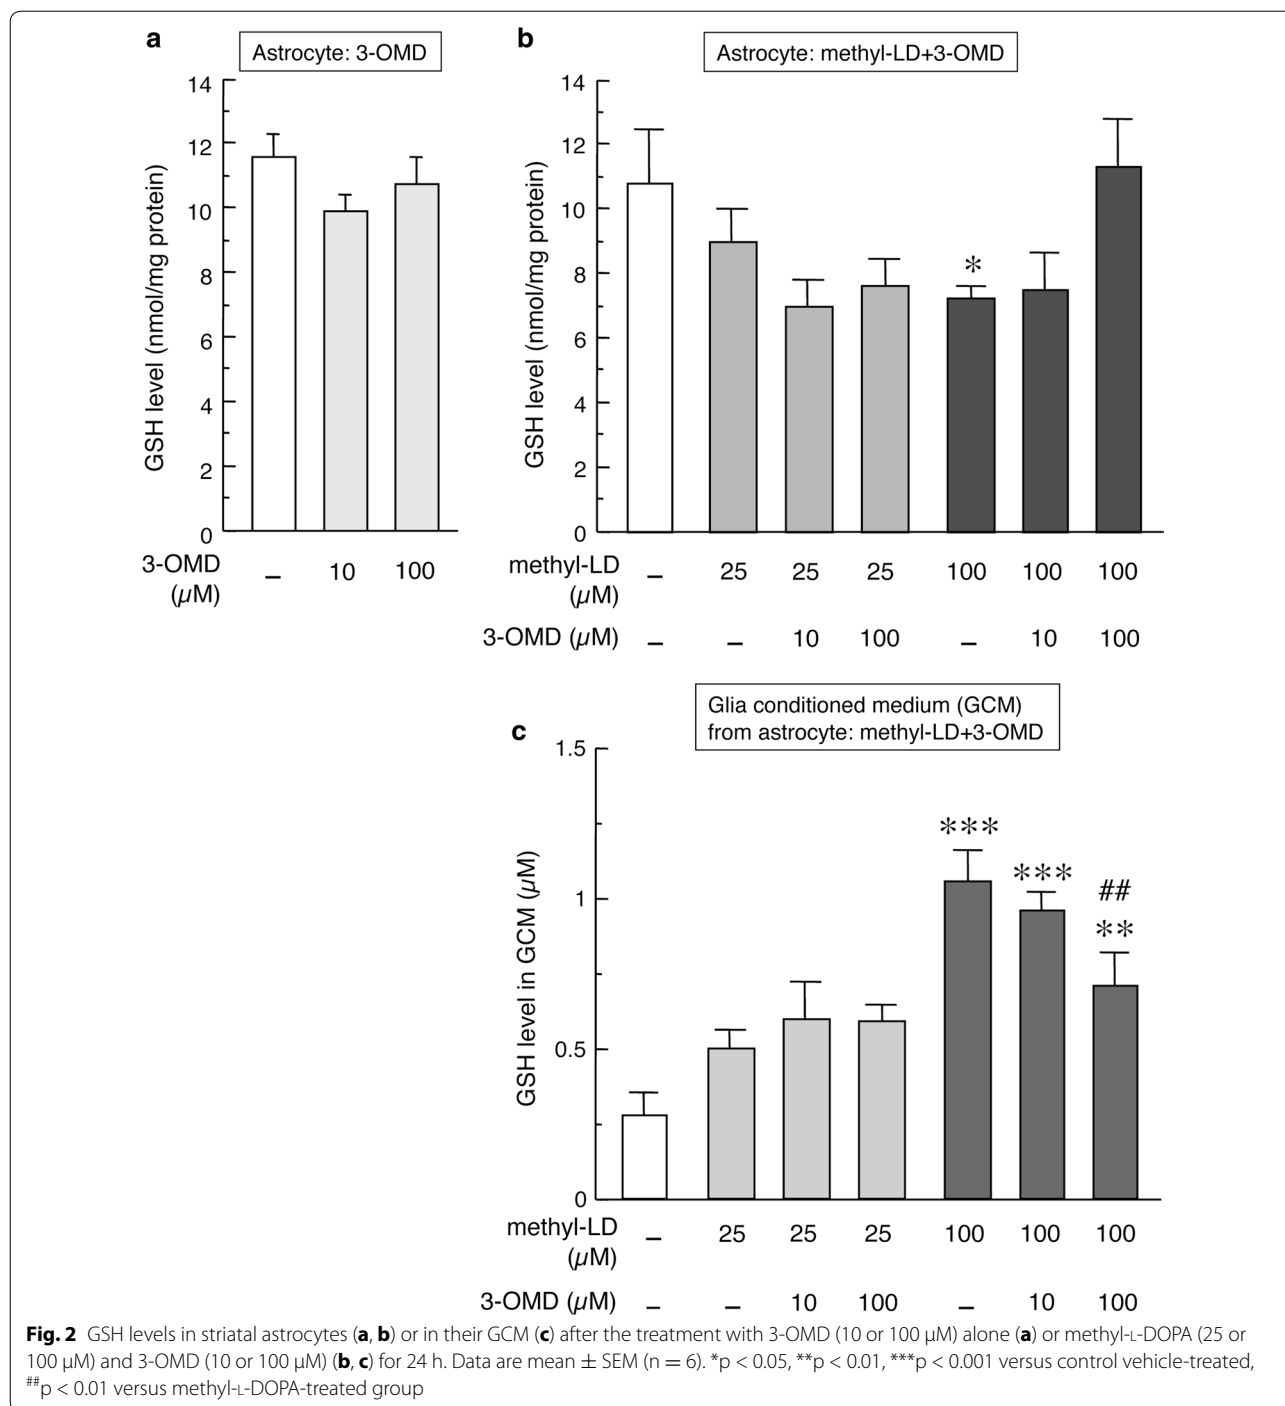 a
Astrocyte: 3-OMD
14
12
10
8
6
4
2
0
GSH level (nmol/mg protein)
3-OMD
(µM)
– 10 100
b
Astrocyte: methyl-LD+3-OMD
14
12
10
8
6
4
2
0
GSH level (nmol/mg protein)
*
methyl-LD
(µM)
– 25 25 25 100 100 100
3-OMD (µM) – – 10 100 – 10 100
c
Glia conditioned medium (GCM)
from astrocyte: methyl-LD+3-OMD
1.5
1
0.5
0
GSH level in GCM (µM)
***
***
##
**
methyl-LD
(µM)
– 25 25 25 100 100 100
3-OMD (µM) – – 10 100 – 10 100
Fig. 2 GSH levels in striatal astrocytes (a, b) or in their GCM (c) after the treatment with 3-OMD (10 or 100 µM) alone (a) or methyl-L-DOPA (25 or
100 µM) and 3-OMD (10 or 100 µM) (b, c) for 24 h. Data are mean ± SEM (n = 6). *p < 0.05, **p < 0.01, ***p < 0.001 versus control vehicle-treated,
##p < 0.01 versus methyl-L-DOPA-treated group